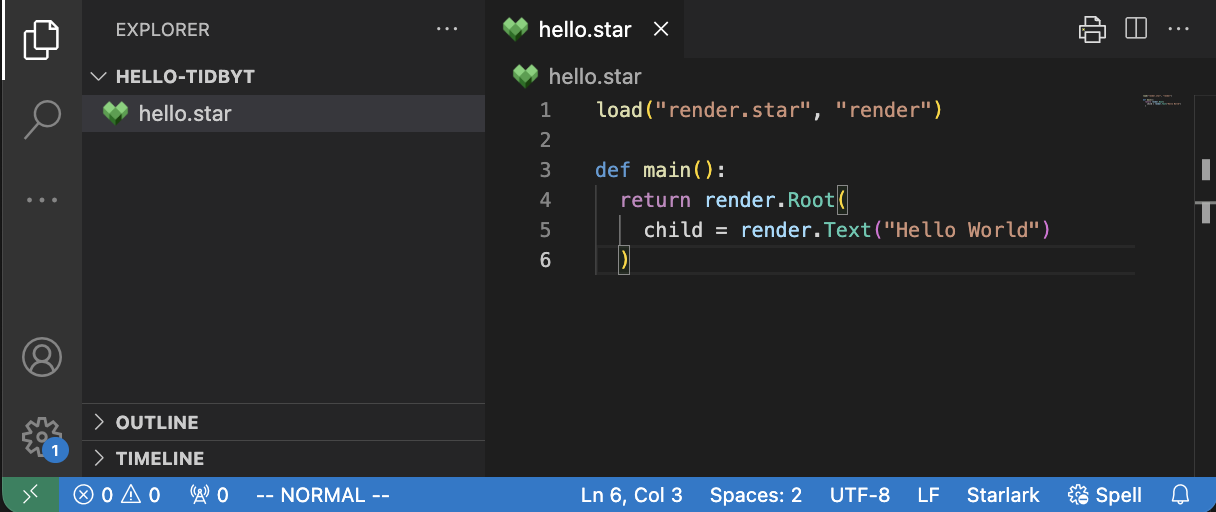 EXPLORER
HELLO-TIDBYT
hello.star
OUTLINE
TIMELINE
1
hello.star
hello.star
1 load("render.star", "render")
2
3 def main():
4 return render.Root(
5 child = render.Text("Hello World")
6 )
0 0 0 -- NORMAL -- Ln 6, Col 3 Spaces: 2 UTF-8 LF Starlark Spell